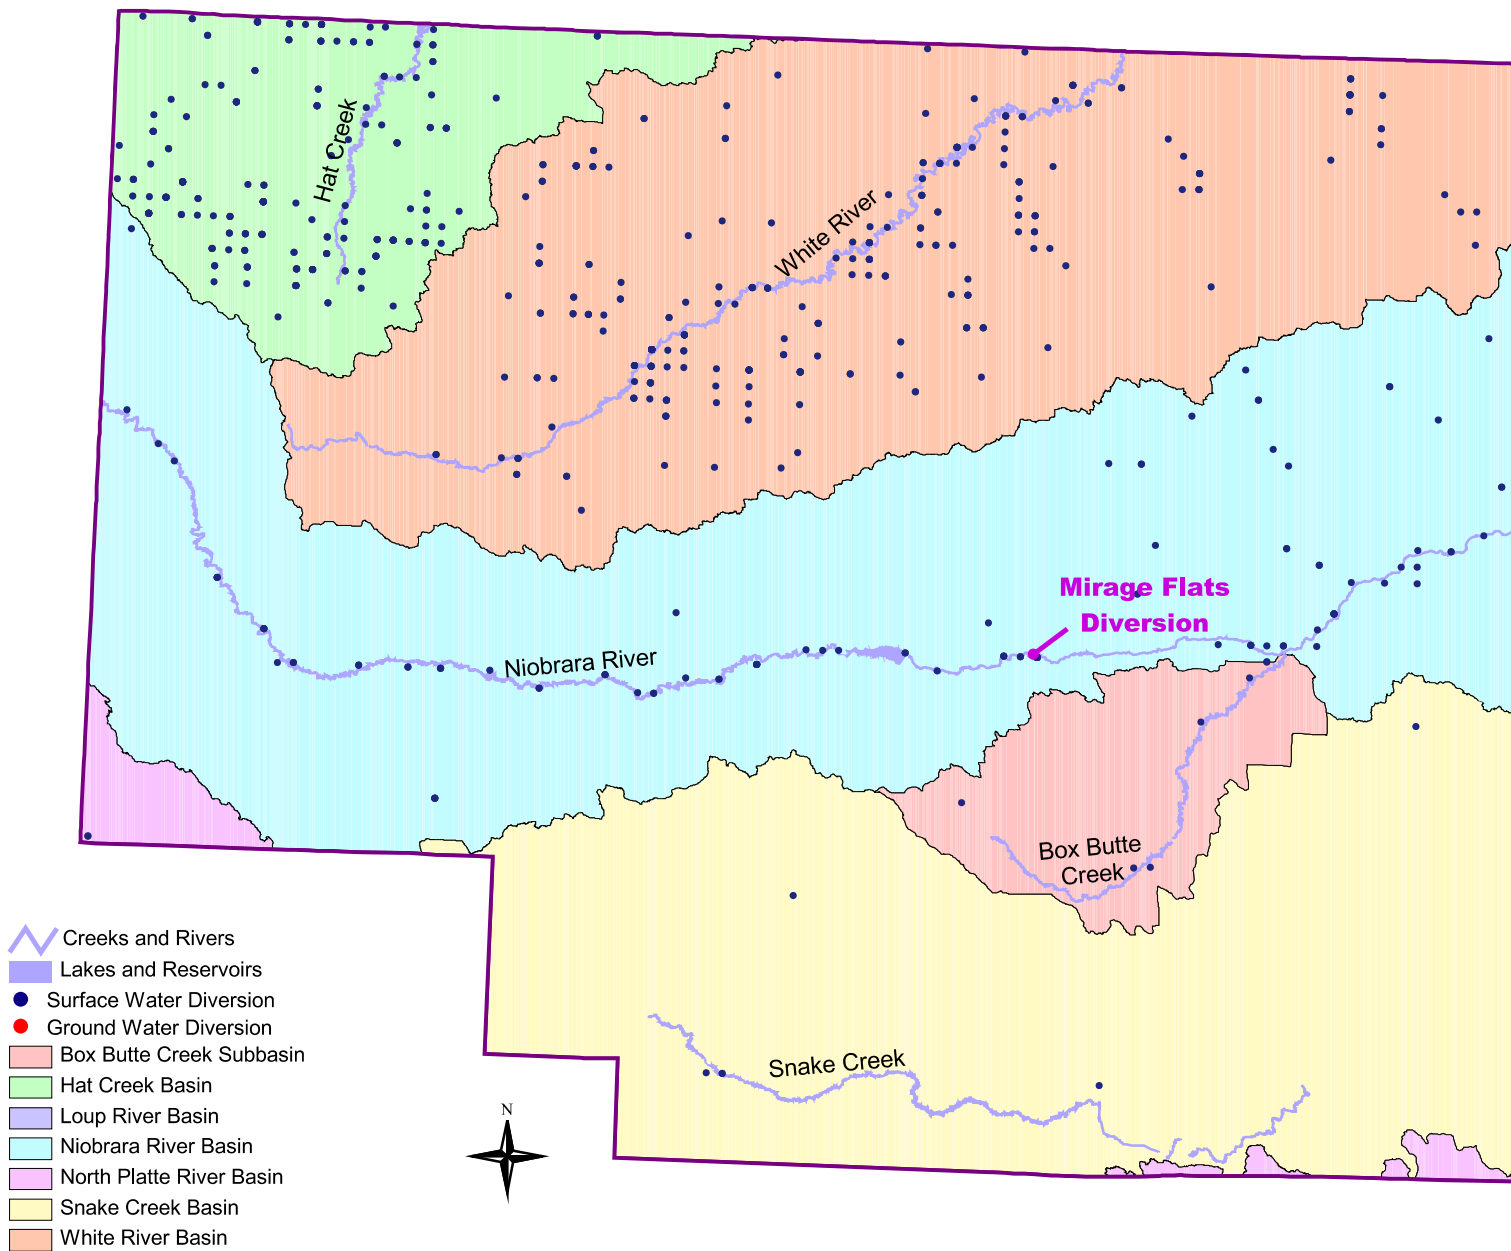 Hat Creek
White River
Mirage Flats
Diversion
Niobrara River
Box Butte
Creek
Snake Creek
N
Creeks and Rivers
Lakes and Reservoirs
Surface Water Diversion
Ground Water Diversion
Box Butte Creek Subbasin
Hat Creek Basin
Loup River Basin
Niobrara River Basin
North Platte River Basin
Snake Creek Basin
White River Basin